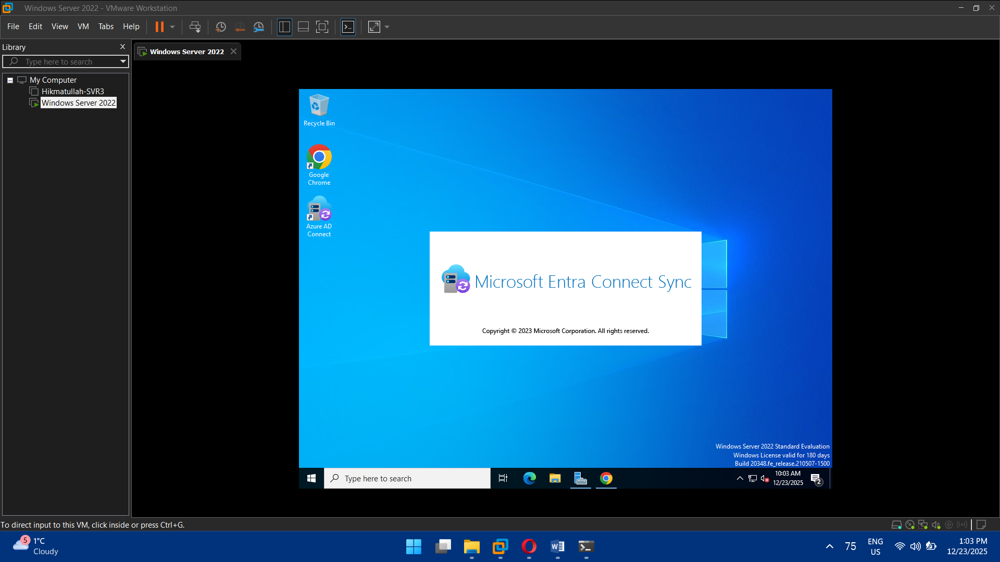 Windows Server 2022 - VMware Workstation
File Edit View VM Tabs Help
Library
Type here to search
My Computer
Hikmatullah-SVR3
Windows Server 2022
Windows Server 2022
Recycle Bin
Google
Chrome
Azure AD
Connect
Microsoft Entra Connect Sync
Copyright © 2023 Microsoft Corporation. All rights reserved.
Windows Server 2022 Standard Evaluation
Windows License valid for 180 days
Build 20348.fe_release.210507-1500
Type here to search
10:03 AM
12/23/2025
2
To direct input to this VM, click inside or press Ctrl+G.
5
1°C
Cloudy
W
75
ENG
US
1:03 PM
12/23/2025